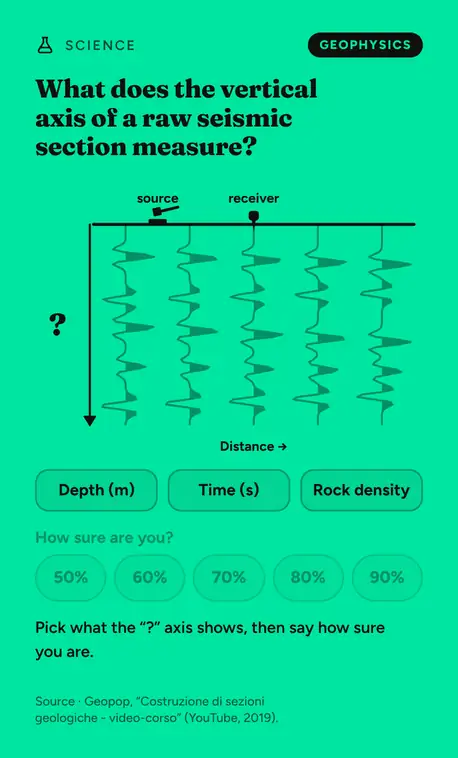 SCIENCE
GEOPHYSICS
What does the vertical
axis of a raw seismic
section measure?
source
receiver
?
Distance →
Depth (m)
Time (s)
Rock density
How sure are you?
50%
60%
70%
80%
90%
Pick what the “?” axis shows, then say how sure
you are.
Source · Geopop, “Costruzione di sezioni
geologiche - video-corso” (YouTube, 2019).